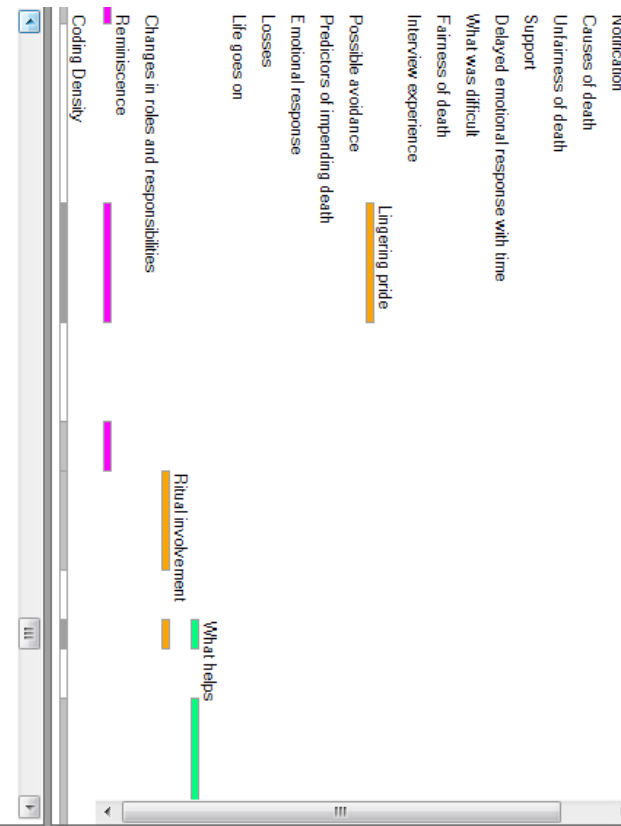 Notification
Causes of death
Unfairness of death
Support
Delayed emotional response with time
What was difficult
Fairness of death
Interview experience
Lingering pride
Possible avoidance
Predictors of impending death
Emotional response
Losses
Life goes on
What helps
Ritual involvement
Changes in roles and responsibilities
Reminiscence
Coding Density